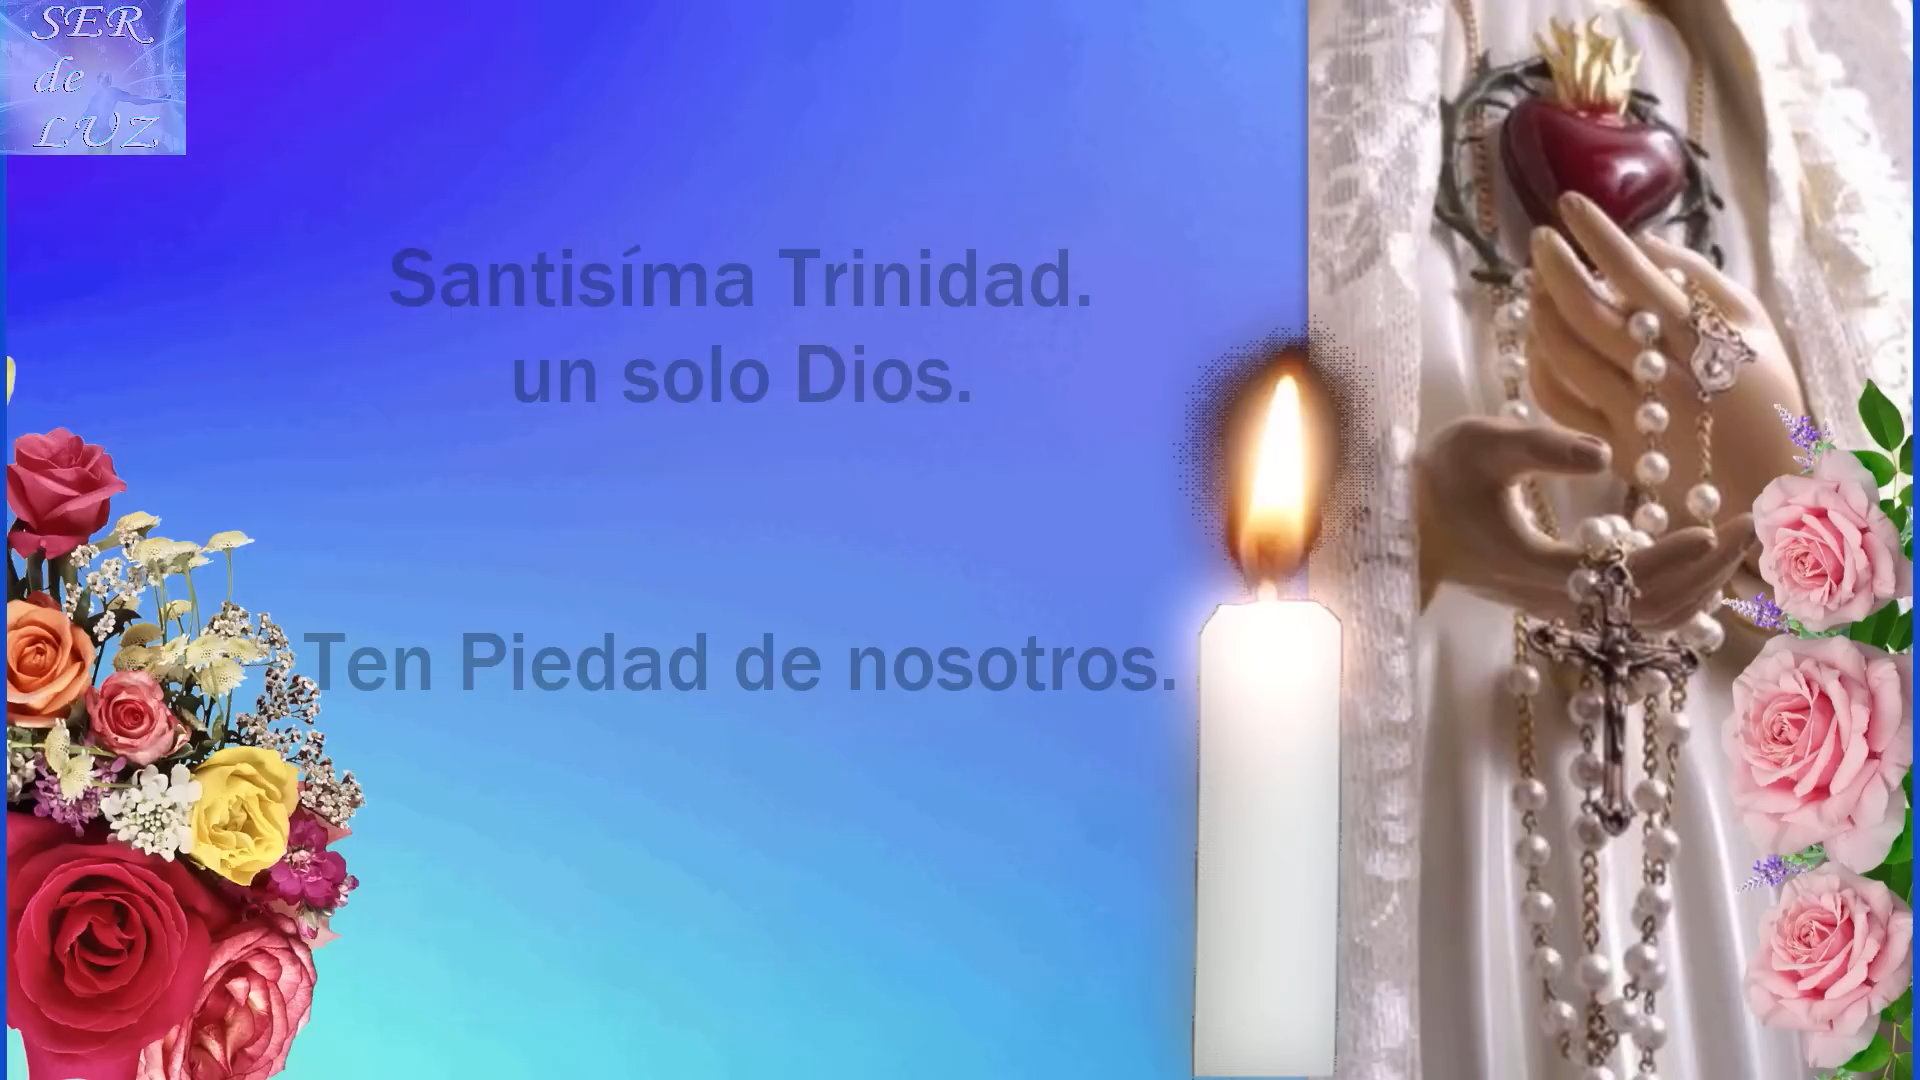 SER
de
LUZ
Santisíma Trinidad.
un solo Dios.
Ten Piedad de nosotros.